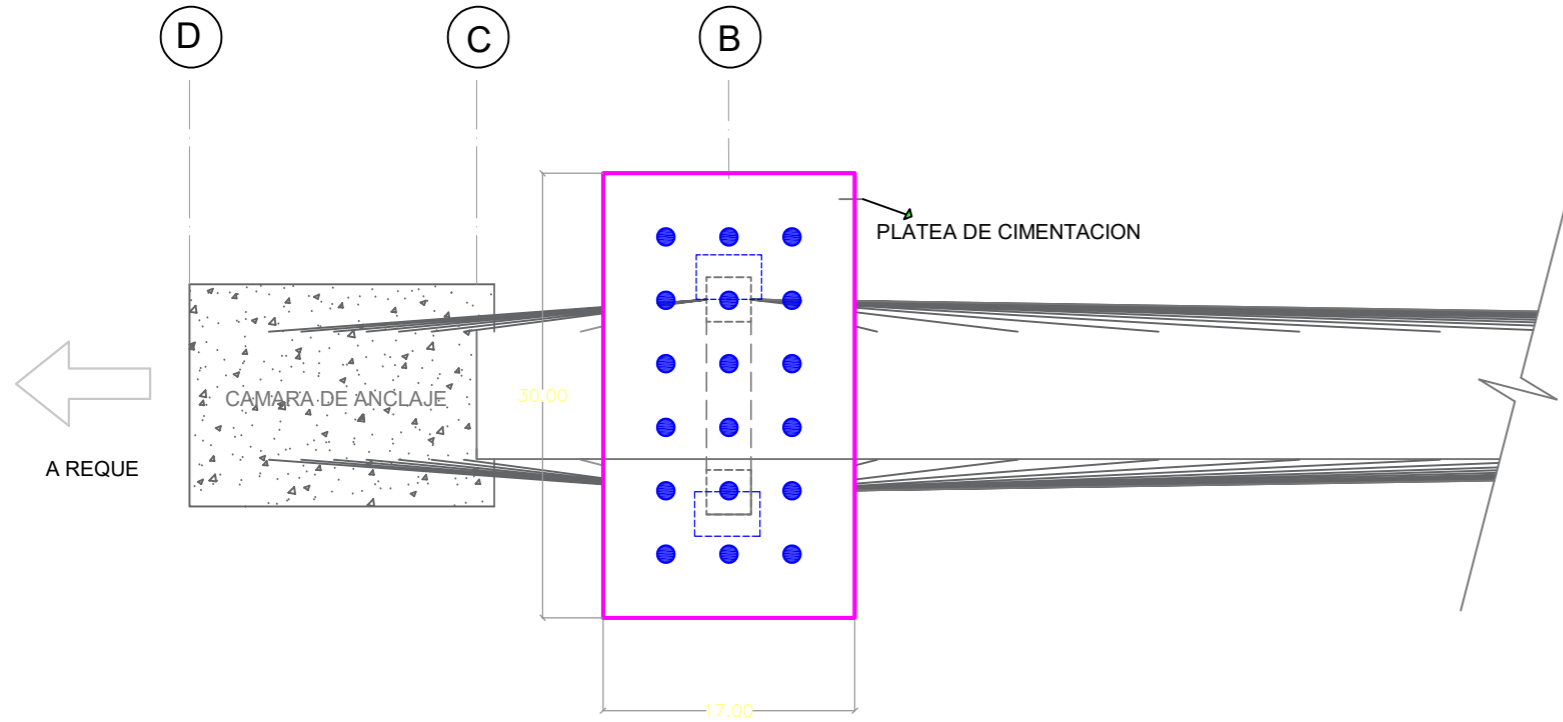 D
C
B
PLATEA DE CIMENTACION
30.00
CAMARA DE ANCLAJE
A REQUE
17.00